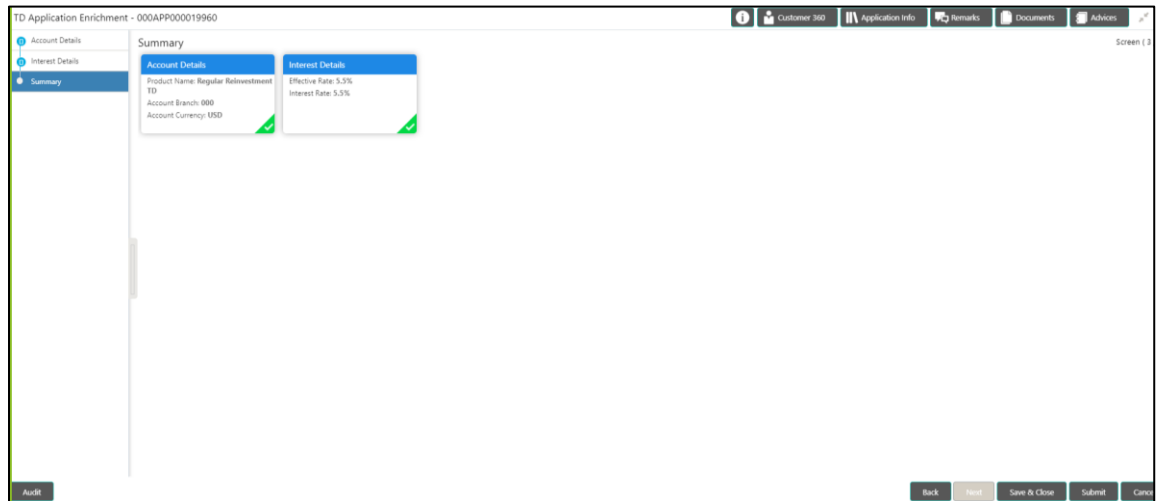 TD Application Enrichment - 000APP000019960
Customer 360
Application Info
Remarks
Documents
Advices
Account Details
Interest Details
Summary
Summary
Screen ( 3
Account Details
Product Name: Regular Reinvestment
TD
Account Branch: 000
Account Currency: USD
Interest Details
Effective Rate: 5.5%
Interest Rate: 5.5%
Audit
Back
Next
Save & Close
Submit